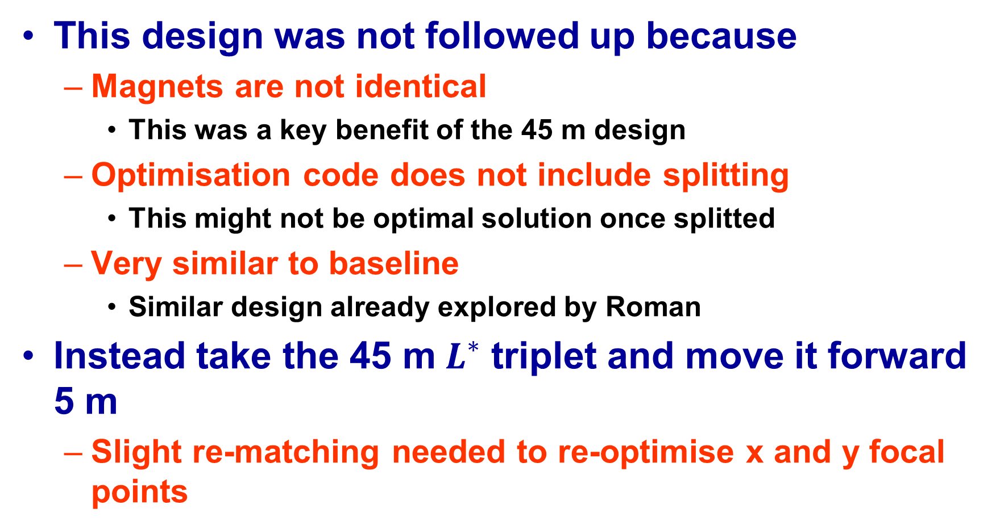 • This design was not followed up because
– Magnets are not identical
• This was a key benefit of the 45 m design
– Optimisation code does not include splitting
• This might not be optimal solution once splitted
– Very similar to baseline
• Similar design already explored by Roman
• Instead take the 45 m L* triplet and move it forward
5 m
– Slight re-matching needed to re-optimise x and y focal
points